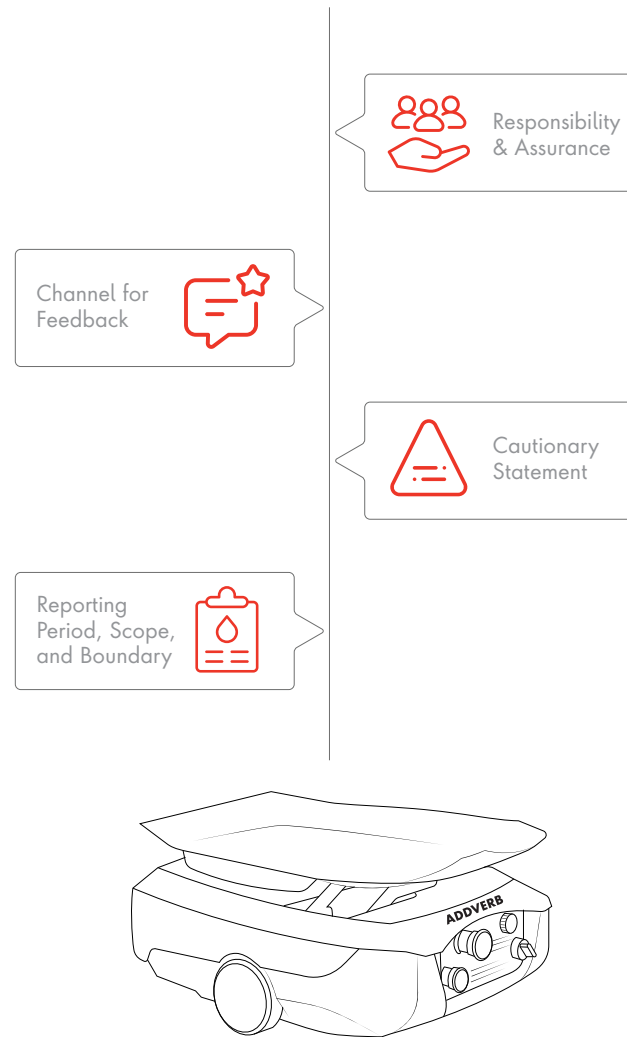 Responsibility
& Assurance
Channel for
Feedback
Cautionary
Statement
Reporting
Period, Scope,
and Boundary
ADDVERB